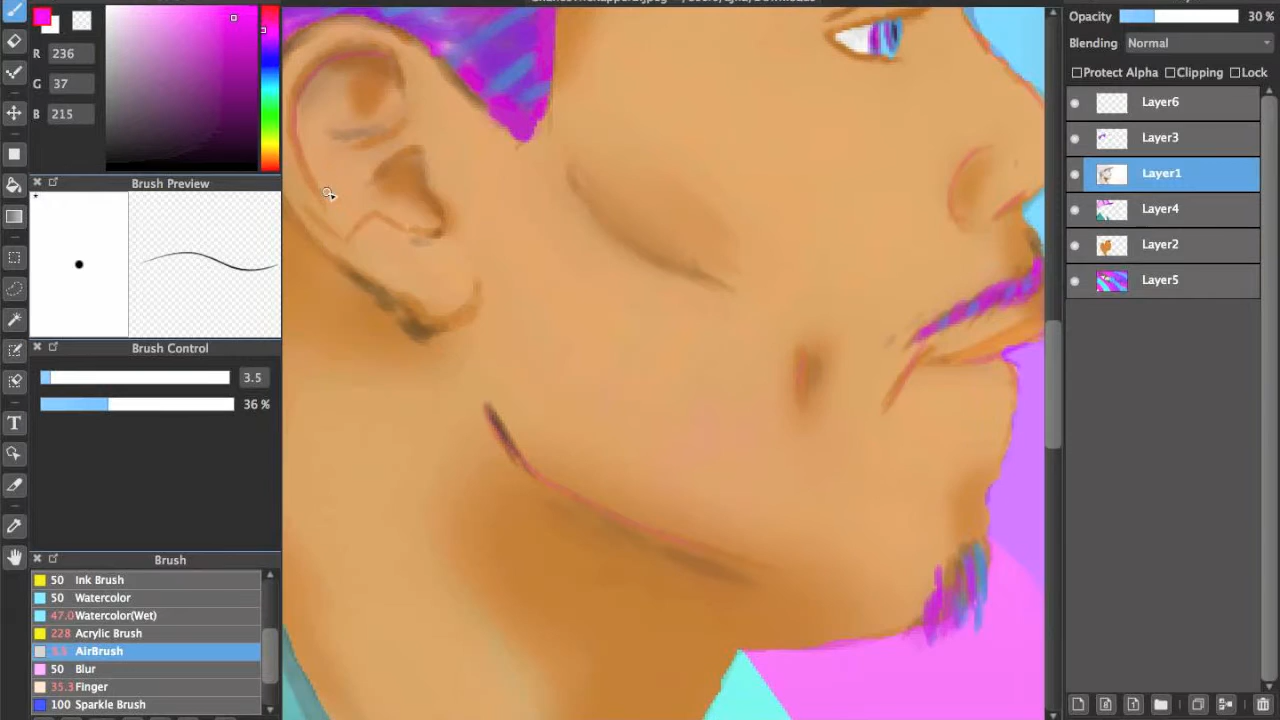 Opacity 30 %
Blending Normal
R 236
G 37
B 215
Protect Alpha Clipping Lock
Layer6
Layer3
Layer1
Layer4
Layer2
Layer5
Brush Preview
Brush Control
3.5
36 %
Brush
50 Ink Brush
50 Watercolor
47.0 Watercolor(Wet)
228 Acrylic Brush
3.5 AirBrush
50 Blur
35.3 Finger
100 Sparkle Brush
T